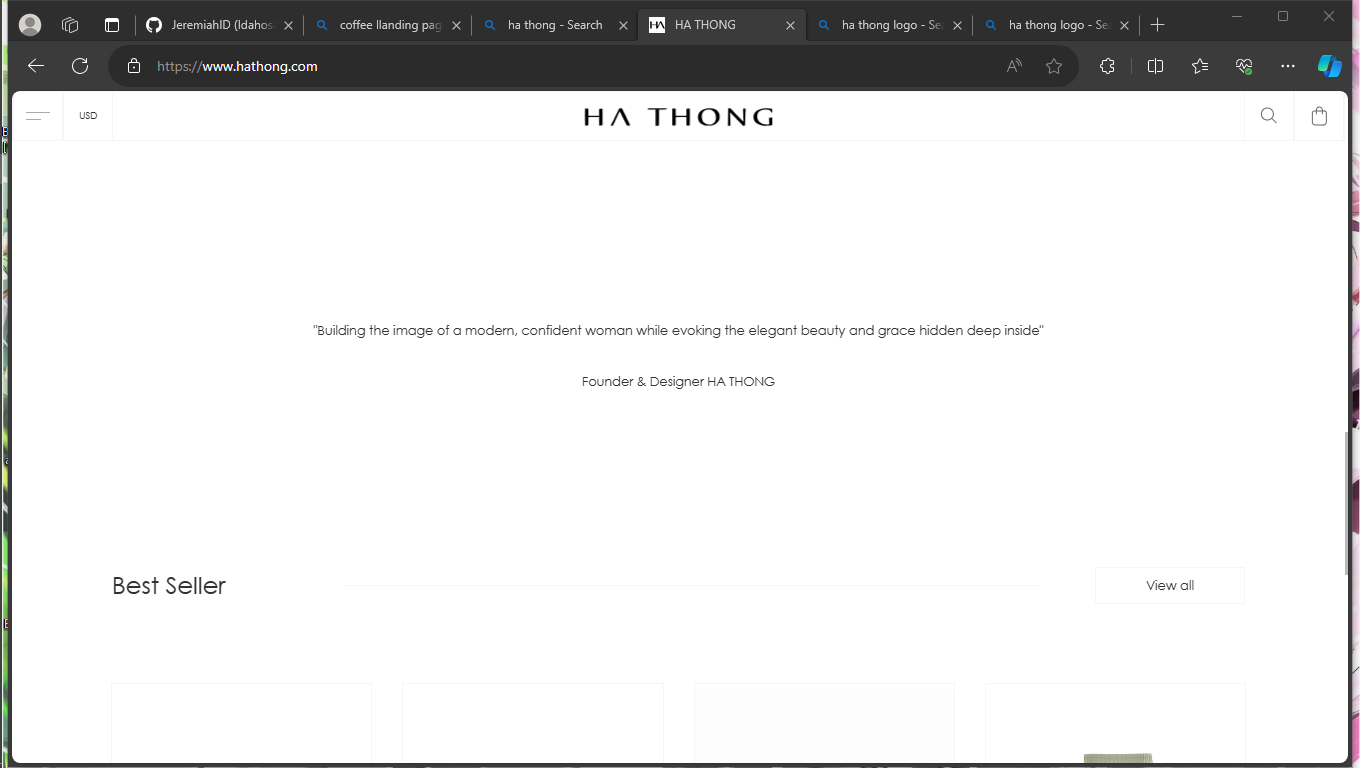 JeremiahID (Idahosa
coffee llanding pag
ha thong - Search
HA
HA THONG
ha thong logo - Se
ha thong logo - Se
https://www.hathong.com
USD
HA THONG
"Building the image of a modern, confident woman while evoking the elegant beauty and grace hidden deep inside"
Founder & Designer HA THONG
Best Seller
View all